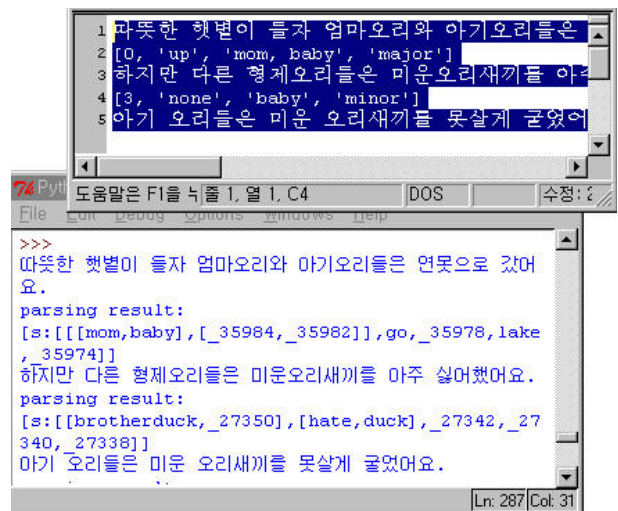 1 따뜻한 햇볕이 들자 엄마오리와 아기오리들은
2 [0, 'up', 'mom, baby', 'major']
3 하지만 다른 형제오리들은 미운오리새끼를
4 [3, 'none', 'baby', 'minor']
5 아기 오리들은 미운 오리새끼를 못살게 굴었어
도움말은 F1을 줄 1, 열 1, C4 DOS 수정:
File Edit Debug Options Windows Help
>>>
따뜻한 햇볕이 들자 엄마오리와 아기오리들은 연못으로 갔어
요.
parsing result:
[s:[[[mom,baby],[_35984,_35982]],go,_35978,lake
,_35974]]
하지만 다른 형제오리들은 미운오리새끼를 아주 싫어했어요.
parsing result:
[s:[[brotherduck,_27350],[hate,duck],_27342,_27
340,_27338]]
아기 오리들은 미운 오리새끼를 못살게 굴었어요.
Ln: 287 Col: 31